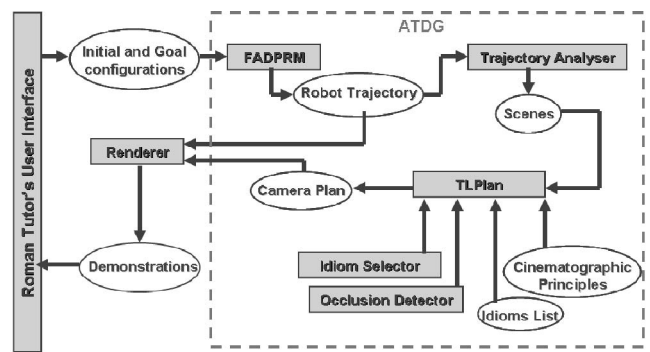 ATDG
Initial and Goal
configurations
FADPRM
Trajectory Analyser
Robot Trajectory
Scenes
Renderer
Camera Plan
TLPlan
Demonstrations
Idiom Selector
Occlusion Detector
Idioms List
Cinematographic
Principles
Roman Tutor's User Interface